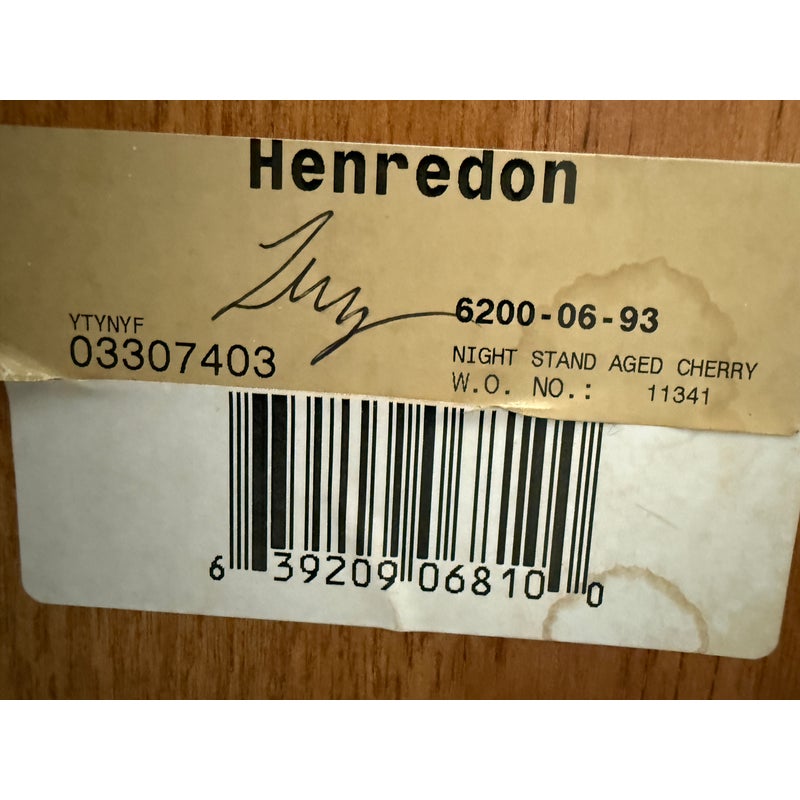 Henredon
6200-06-93
YTYNYF
03307403
NIGHT STAND AGED CHERRY
W.O. NO.: 11341
6 39209 06810 0